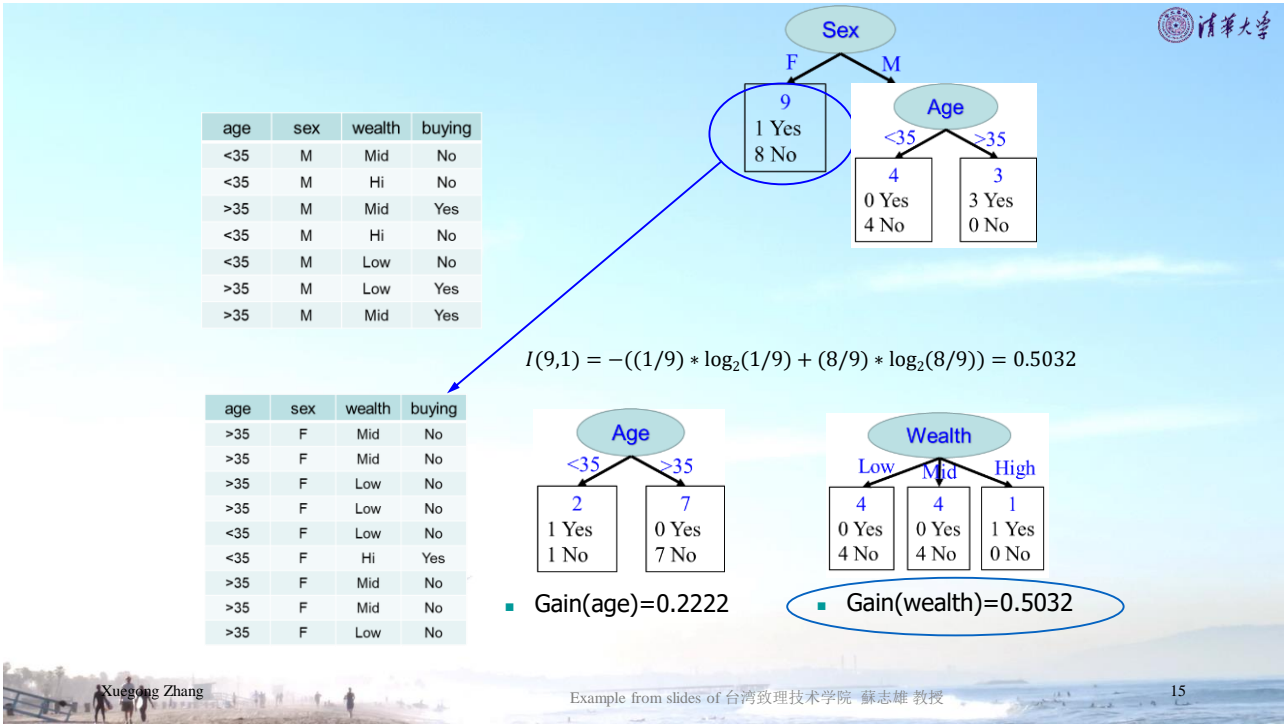 清华大学
Sex
F M
9
1 Yes
8 No
Age
<35 >35
4
0 Yes
4 No
3
3 Yes
0 No
age sex wealth buying
<35 M Mid No
<35 M Hi No
>35 M Mid Yes
<35 M Hi No
<35 M Low No
>35 M Low Yes
>35 M Mid Yes
I(9,1) = −((1/9) ∗ log₂(1/9) + (8/9) ∗ log₂(8/9)) = 0.5032
age sex wealth buying
>35 F Mid No
>35 F Mid No
>35 F Low No
>35 F Low No
<35 F Low No
<35 F Hi Yes
>35 F Mid No
>35 F Mid No
>35 F Low No
Age
<35 >35
2
1 Yes
1 No
7
0 Yes
7 No
▪ Gain(age)=0.2222
Wealth
Low Mid High
4
0 Yes
4 No
4
0 Yes
4 No
1
1 Yes
0 No
▪ Gain(wealth)=0.5032
Xuegong Zhang
Example from slides of 台湾致理技术学院 蘇志雄 教授
15